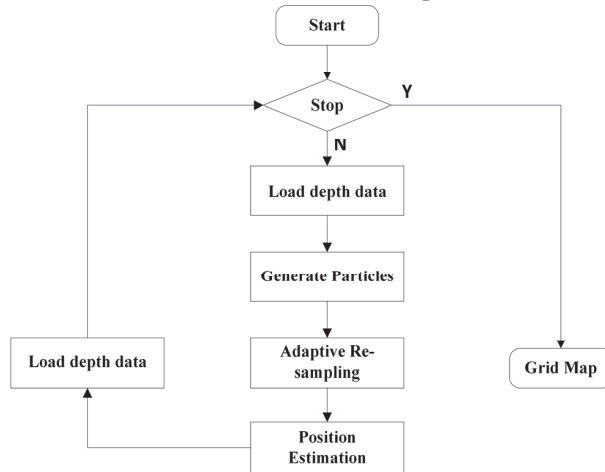 Start
Stop
Y
N
Load depth data
Generate Particles
Adaptive Re-
sampling
Load depth data
Grid Map
Position
Estimation